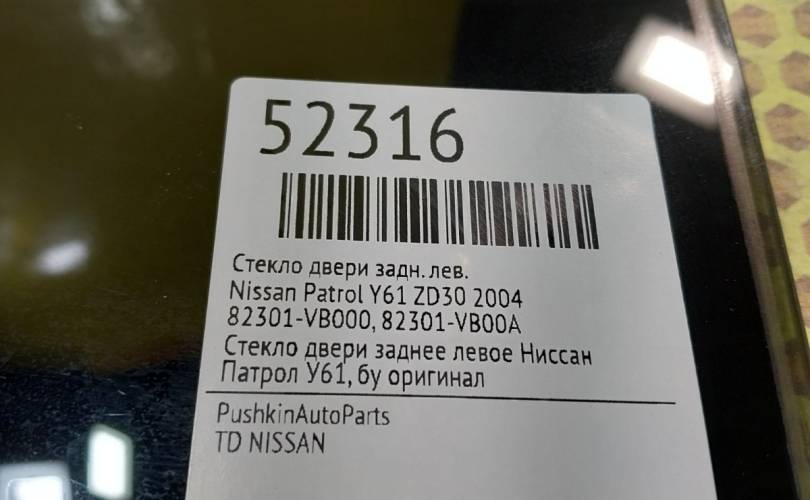 52316
Стекло двери задн. лев.
Nissan Patrol Y61 ZD30 2004
82301-VB000, 82301-VB00A
Стекло двери заднее левое Ниссан
Патрол У61, бу оригинал
PushkinAutoParts
TD NISSAN